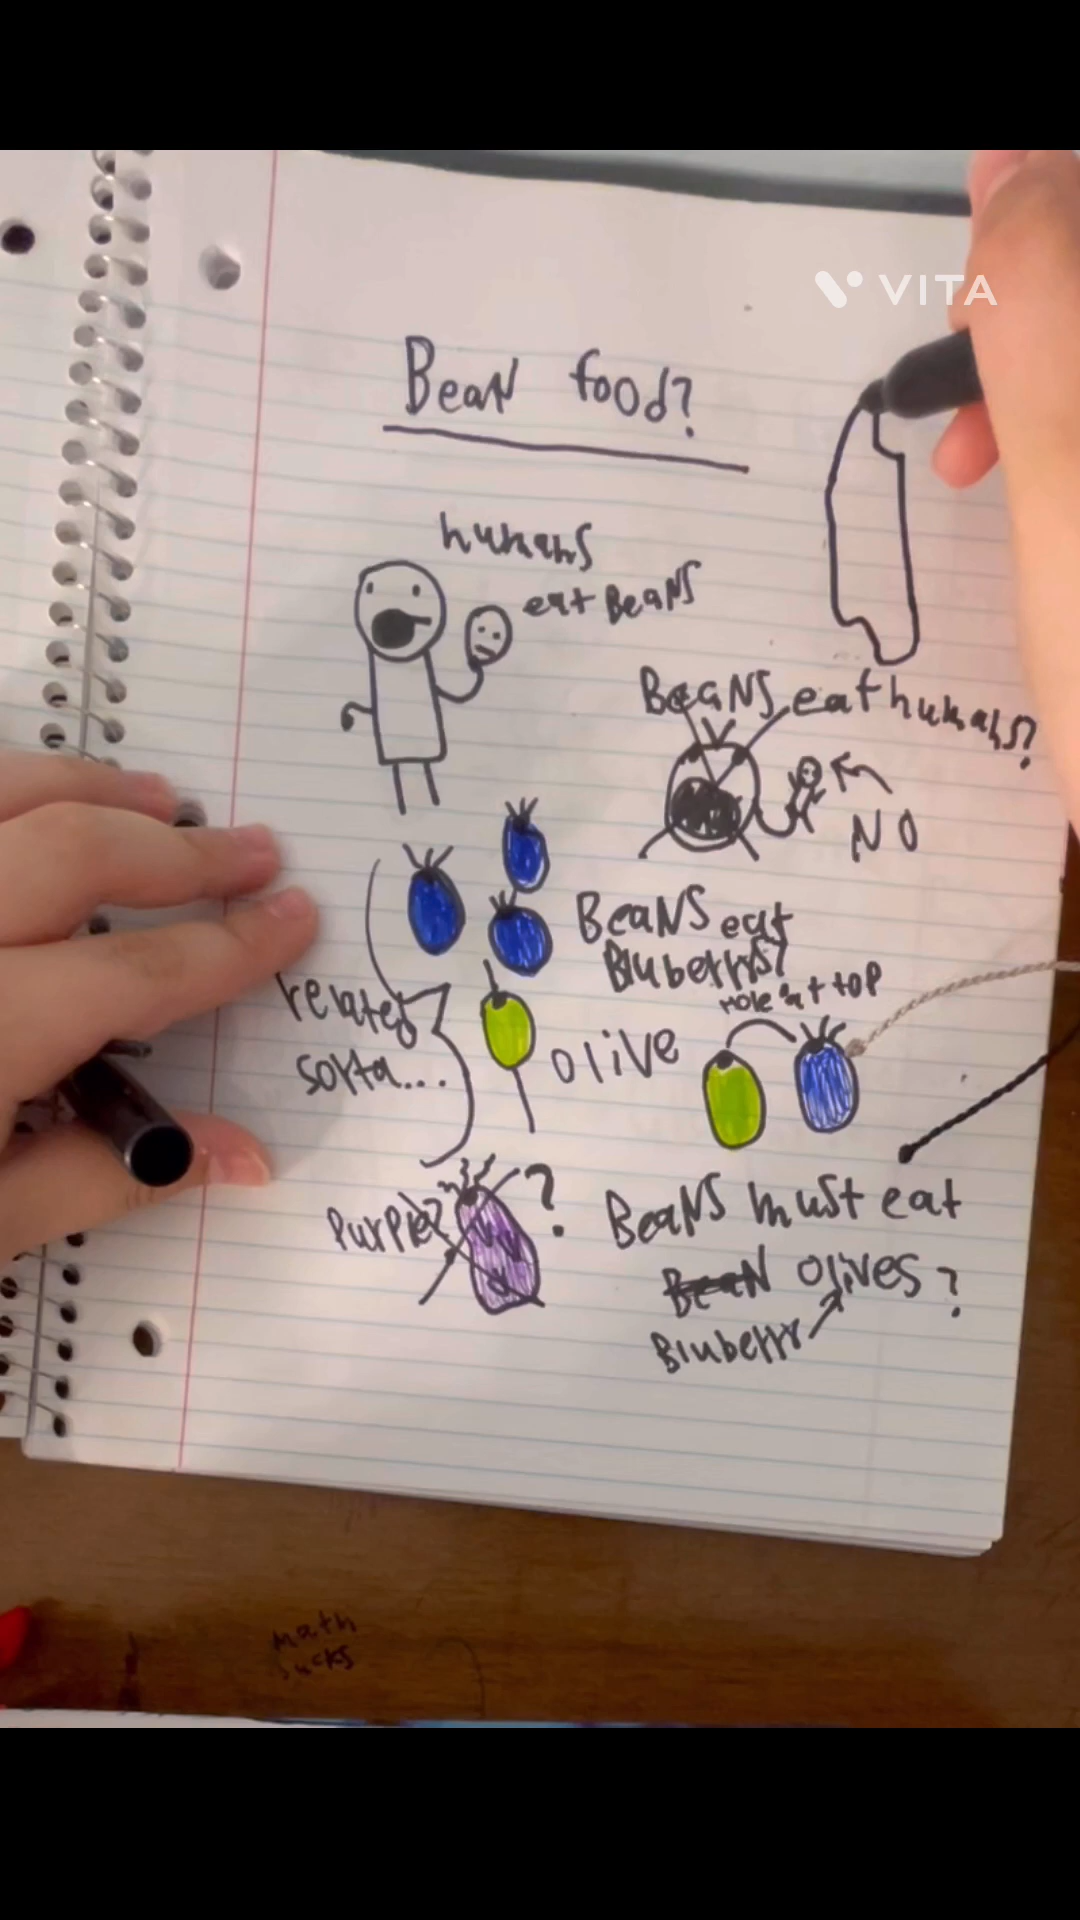 VITA
BeaN food?
humans
eat BeaNS
BeaNS eat humans?
NO
BeaNS eat
Bluberrys?
Hole at top
related
sorta...
olive
Purple?
?
BeaNS must eat
BeaN olives?
Bluberry
math
sucks